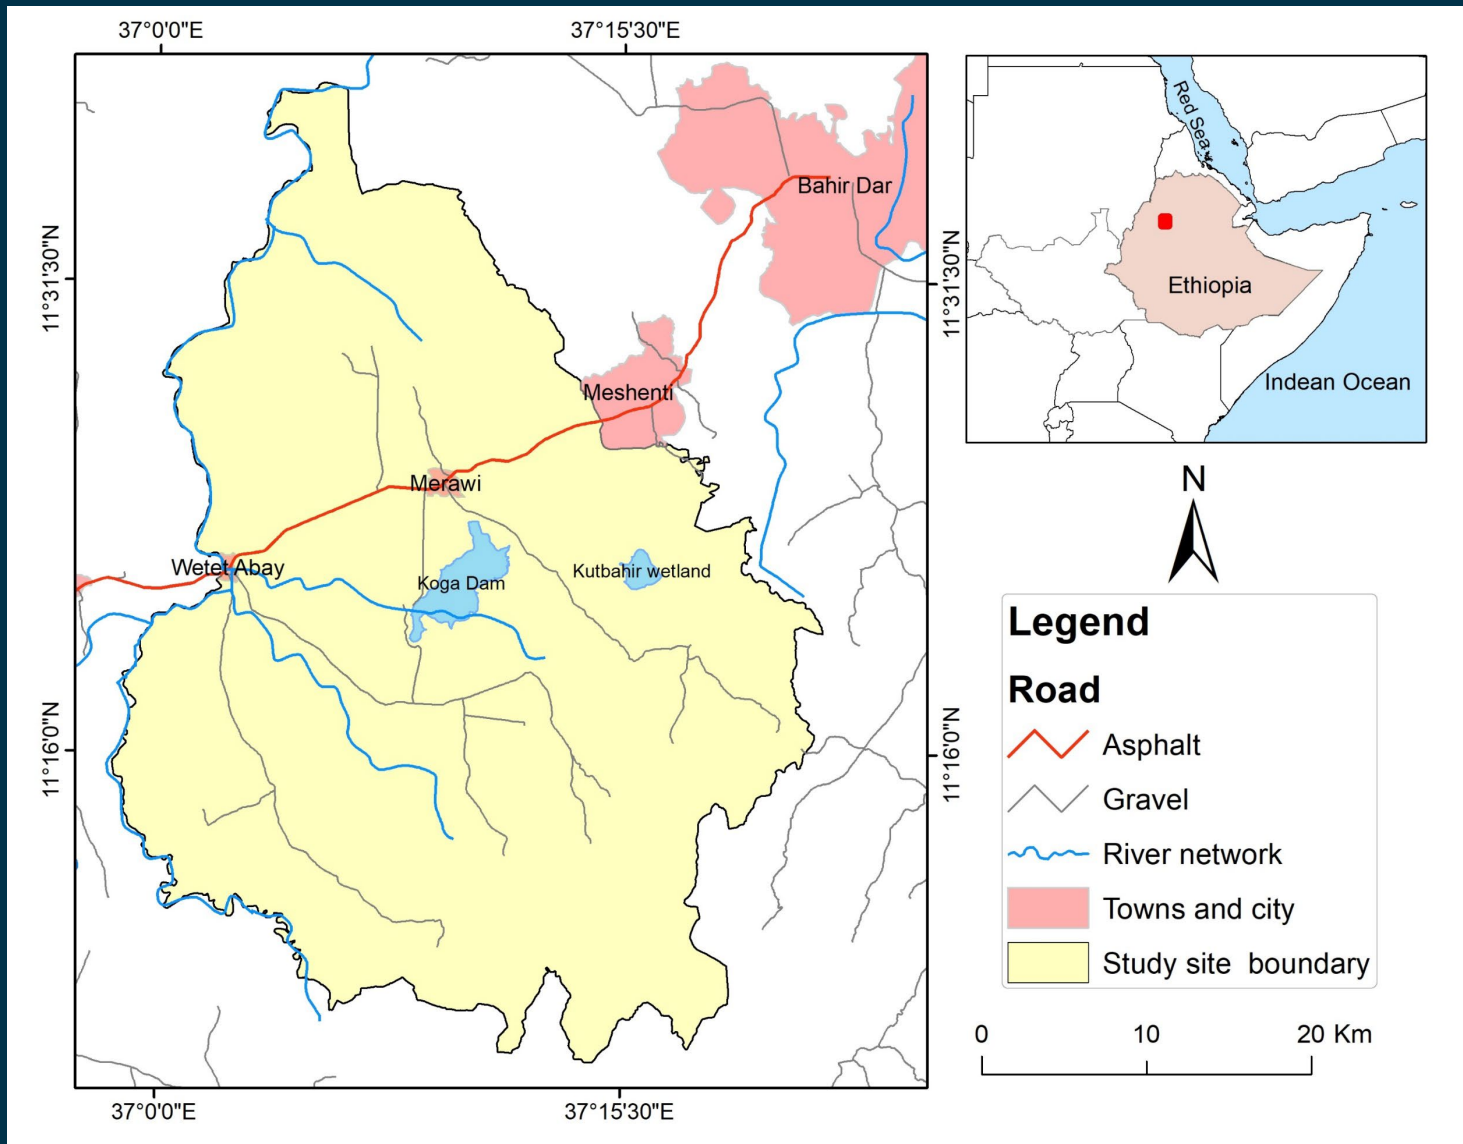 37°0'0"E
37°15'30"E
11°31'30"N
11°16'0"N
Bahir Dar
Meshenti
Merawi
Wetet Abay
Koga Dam
Kutbahir wetland
11°31'30"N
11°16'0"N
37°0'0"E
37°15'30"E
Red Sea
Ethiopia
Indean Ocean
N
Legend
Road
Asphalt
Gravel
River network
Towns and city
Study site boundary
0 10 20 Km